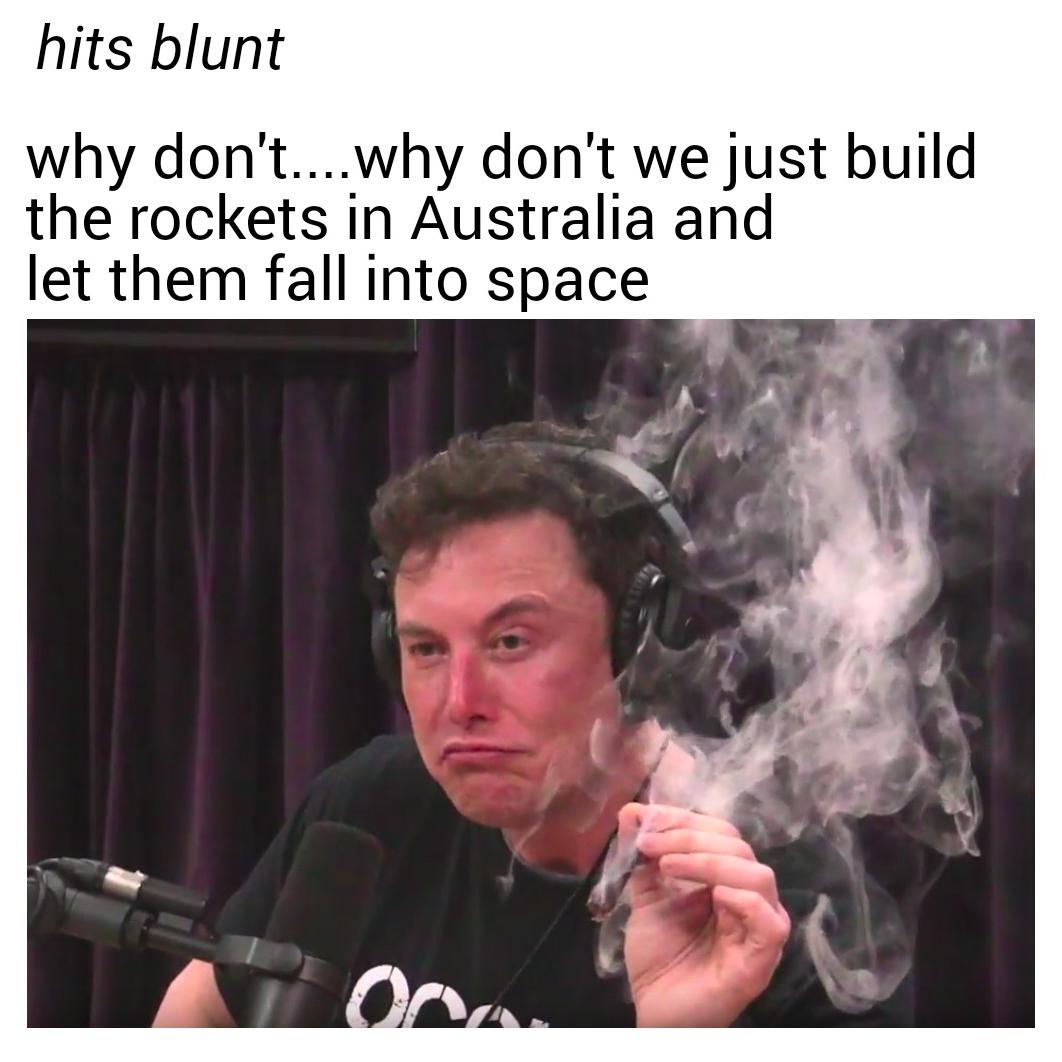 hits blunt
why don't....why don't we just build
the rockets in Australia and
let them fall into space